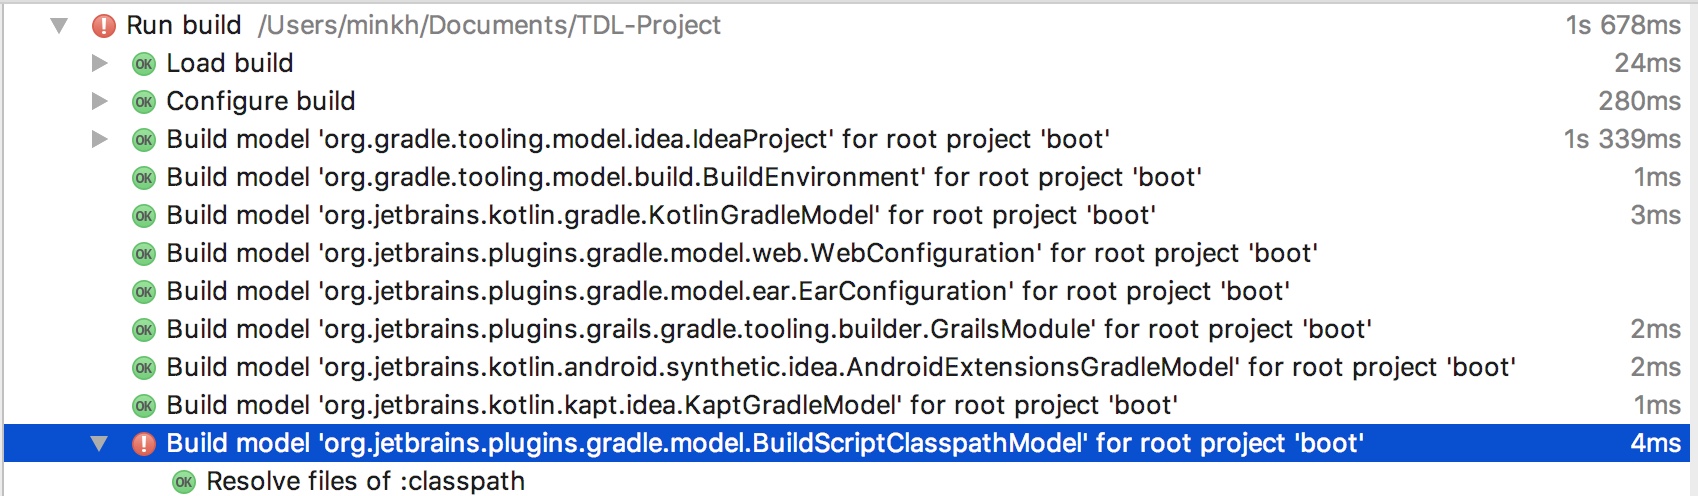 ! Run build /Users/minkh/Documents/TDL-Project 1s 678ms
OK Load build 24ms
OK Configure build 280ms
OK Build model 'org.gradle.tooling.model.idea.IdeaProject' for root project 'boot' 1s 339ms
OK Build model 'org.gradle.tooling.model.build.BuildEnvironment' for root project 'boot' 1ms
OK Build model 'org.jetbrains.kotlin.gradle.KotlinGradleModel' for root project 'boot' 3ms
OK Build model 'org.jetbrains.plugins.gradle.model.web.WebConfiguration' for root project 'boot'
OK Build model 'org.jetbrains.plugins.gradle.model.ear.EarConfiguration' for root project 'boot'
OK Build model 'org.jetbrains.plugins.grails.gradle.tooling.builder.GrailsModule' for root project 'boot' 2ms
OK Build model 'org.jetbrains.kotlin.android.synthetic.idea.AndroidExtensionsGradleModel' for root project 'boot' 2ms
OK Build model 'org.jetbrains.kotlin.kapt.idea.KaptGradleModel' for root project 'boot' 1ms
! Build model 'org.jetbrains.plugins.gradle.model.BuildScriptClasspathModel' for root project 'boot' 4ms
OK Resolve files of :classpath